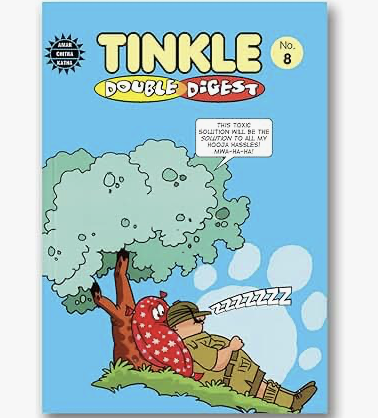 AMAR
CHITRA
KATHA
TINKLE
No.
8
DOUBLE DIGEST
THIS TOXIC
SOLUTION WILL BE THE
SOLUTION TO ALL MY
HOOJA HASSLES!
MWA-HA-HA!
ZZZZZZZ